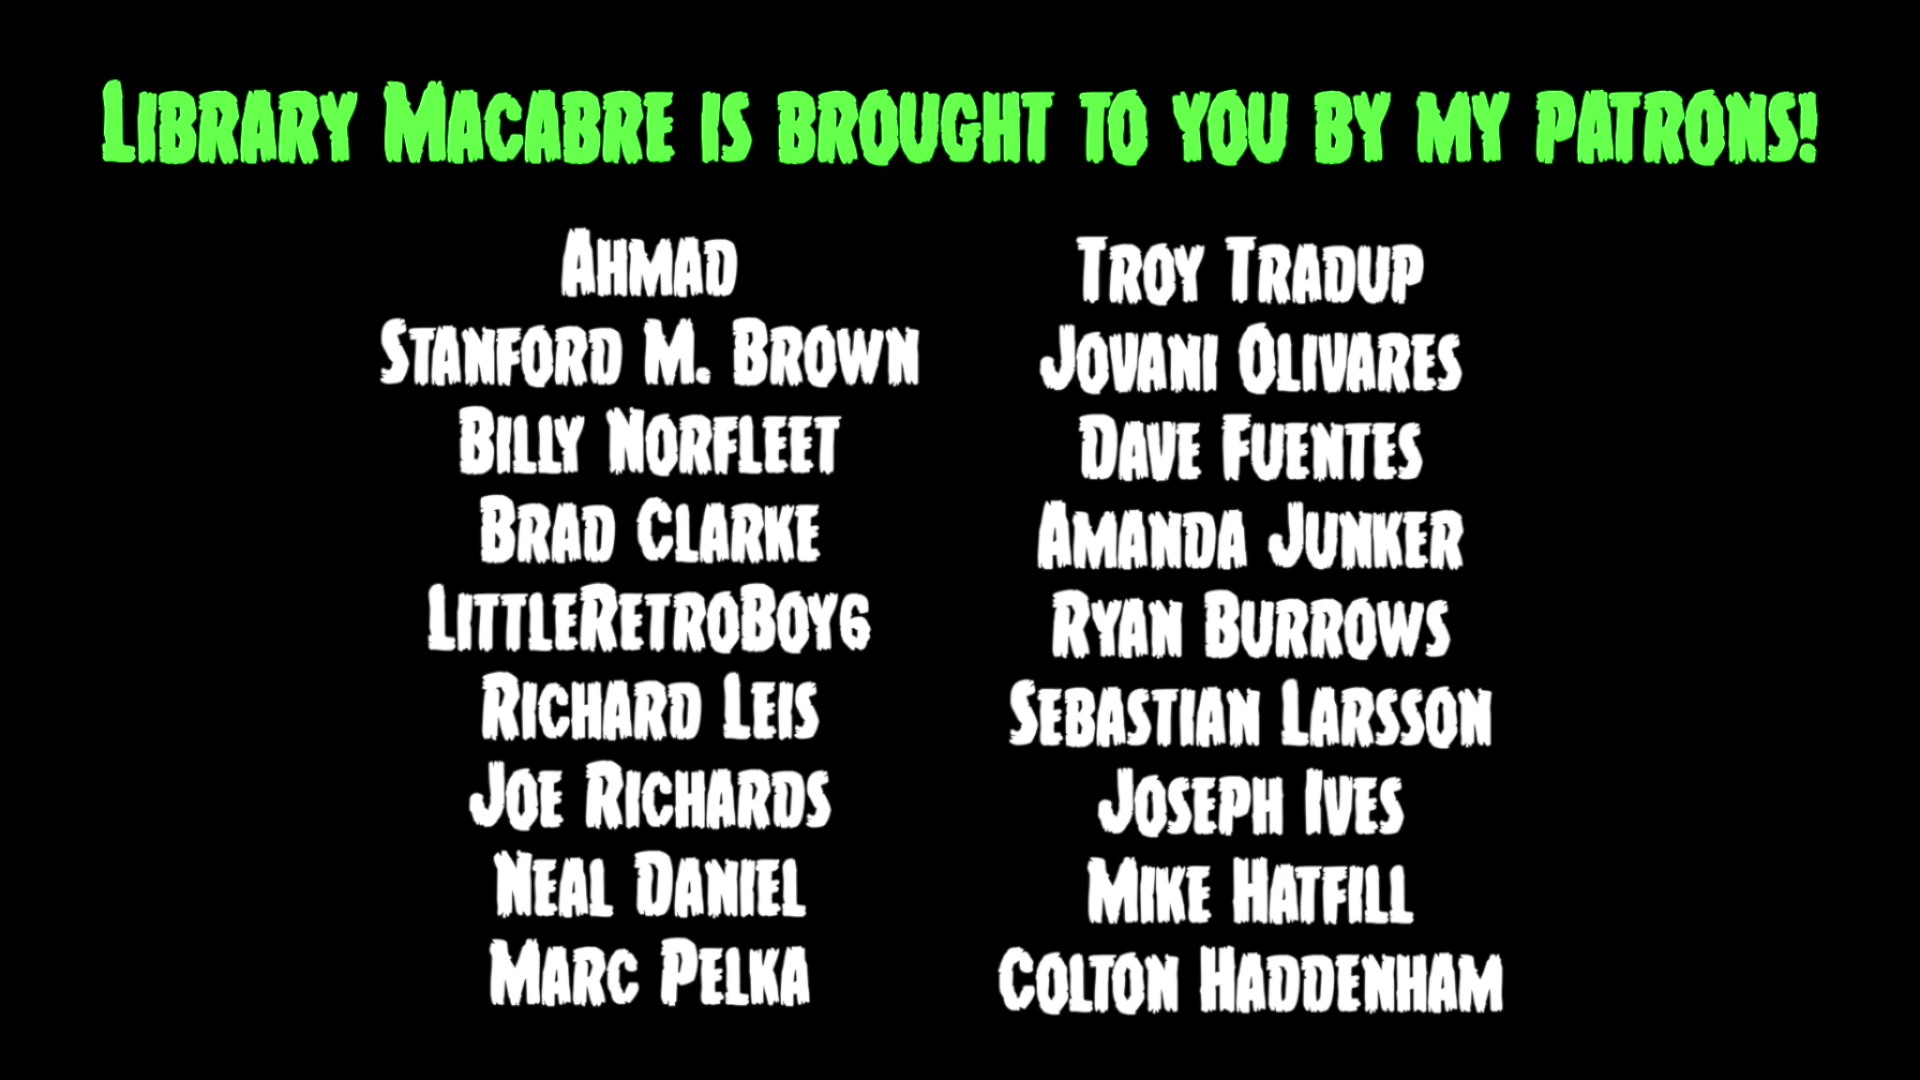 Library Macabre is brought to you by my patrons!
Ahmad
Stanford M. Brown
Billy Norfleet
Brad Clarke
LittleRetroBoy6
Richard Leis
Joe Richards
Neal Daniel
Marc Pelka
Troy Tradup
Jovani Olivares
Dave Fuentes
Amanda Junker
Ryan Burrows
Sebastian Larsson
Joseph Ives
Mike Hatfill
Colton Haddenham